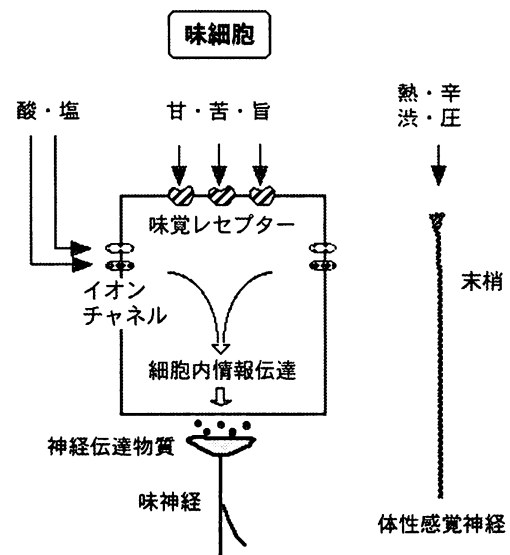 味細胞
酸・塩
甘・苦・旨
熱・辛
渋・圧
味覚レセプター
イオン
チャネル
末梢
細胞内情報伝達
神経伝達物質
味神経
体性感覚神経